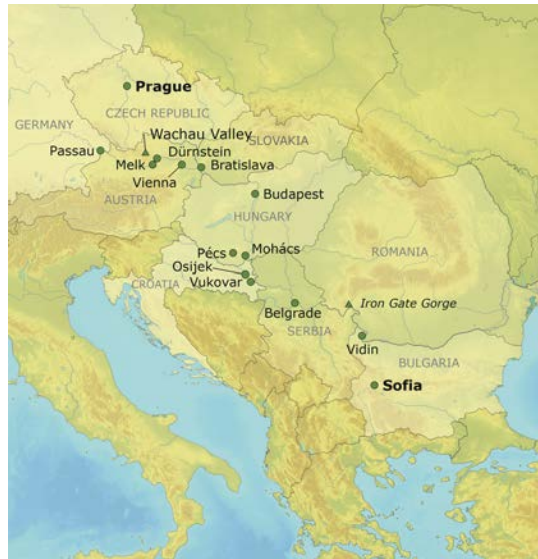 Prague
CZECH REPUBLIC
GERMANY
Wachau Valley
SLOVAKIA
Passau
Dürnstein
Melk
Bratislava
Vienna
AUSTRIA
Budapest
HUNGARY
Pécs
Mohács
ROMANIA
Osijek
CROATIA
Vukovar
Iron Gate Gorge
Belgrade
SERBIA
Vidin
BULGARIA
Sofia